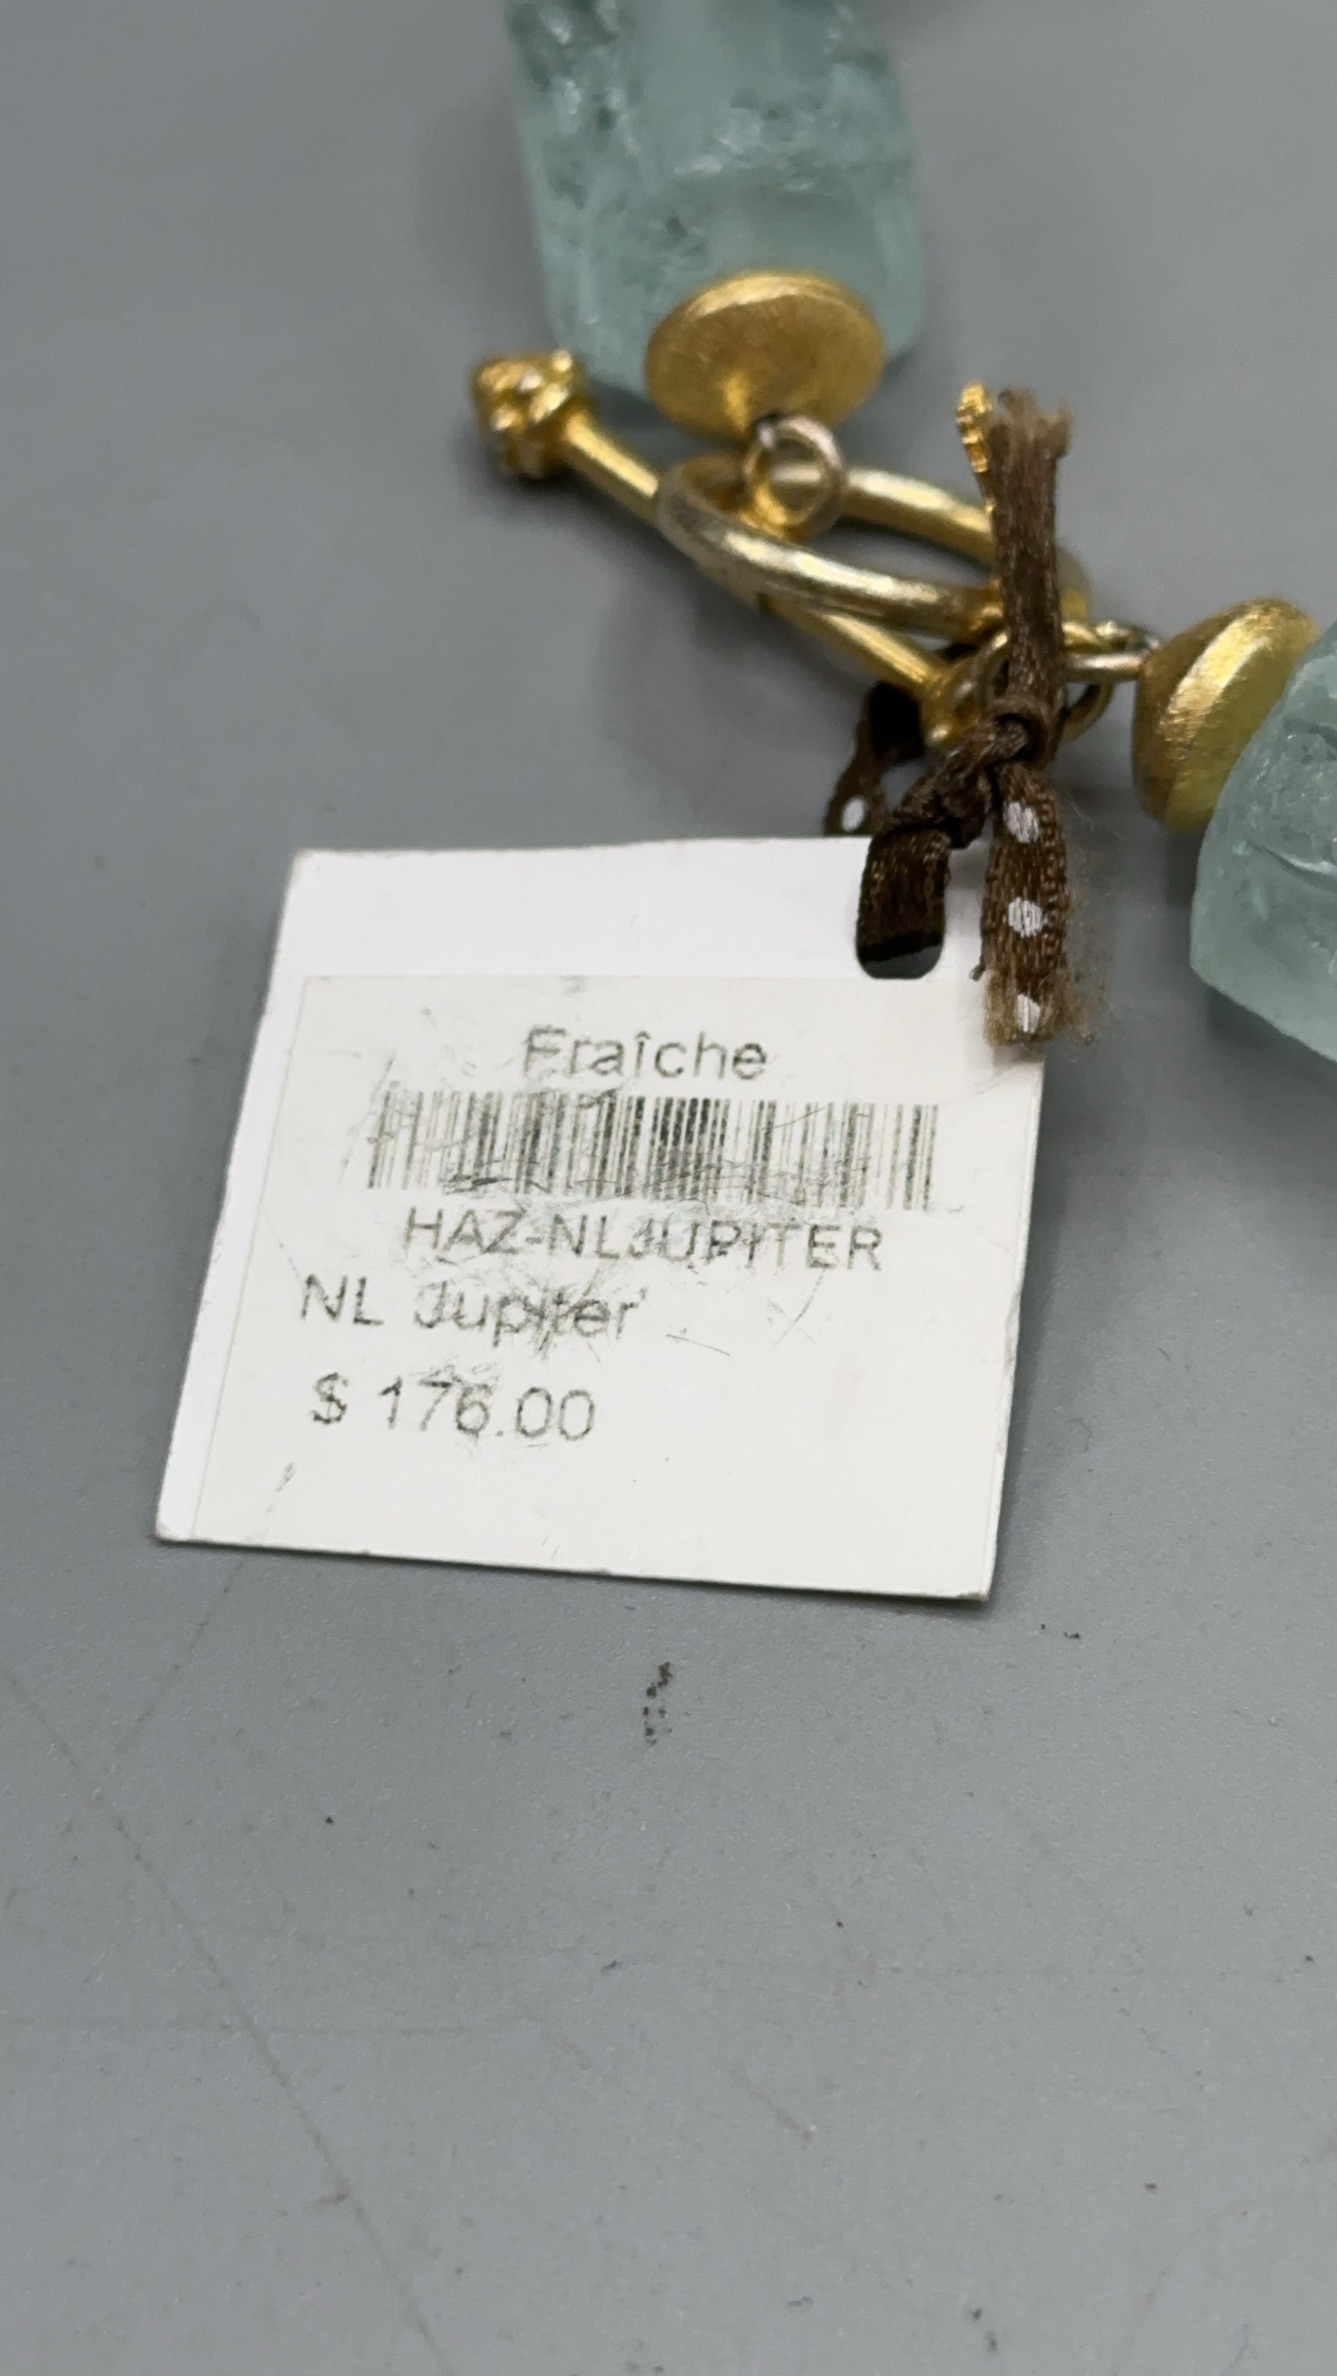 Fraîche
HAZ-NLJUPITER
NL Jupiter
$ 176.00